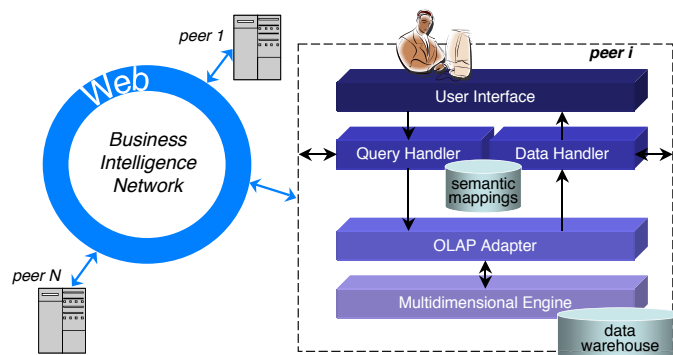 peer 1
Web
Business
Intelligence
Network
peer N
peer i
User Interface
Query Handler
Data Handler
semantic
mappings
OLAP Adapter
Multidimensional Engine
data
warehouse